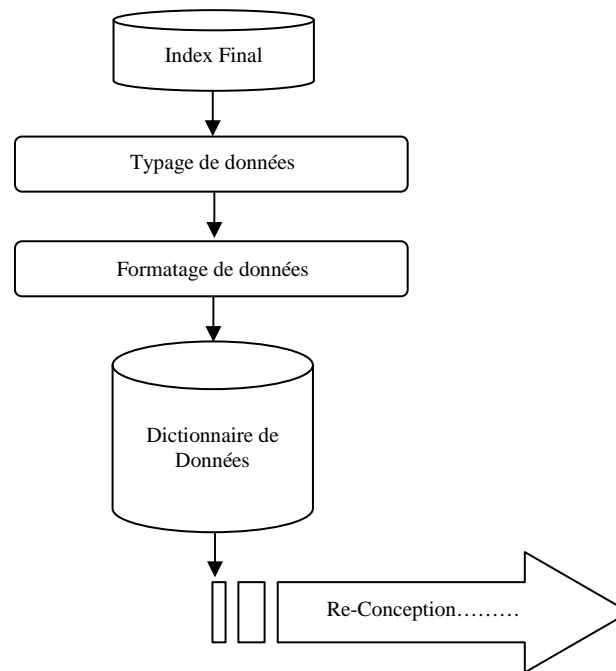 Index Final
Typage de données
Formatage de données
Dictionnaire de
Données
Re-Conception………